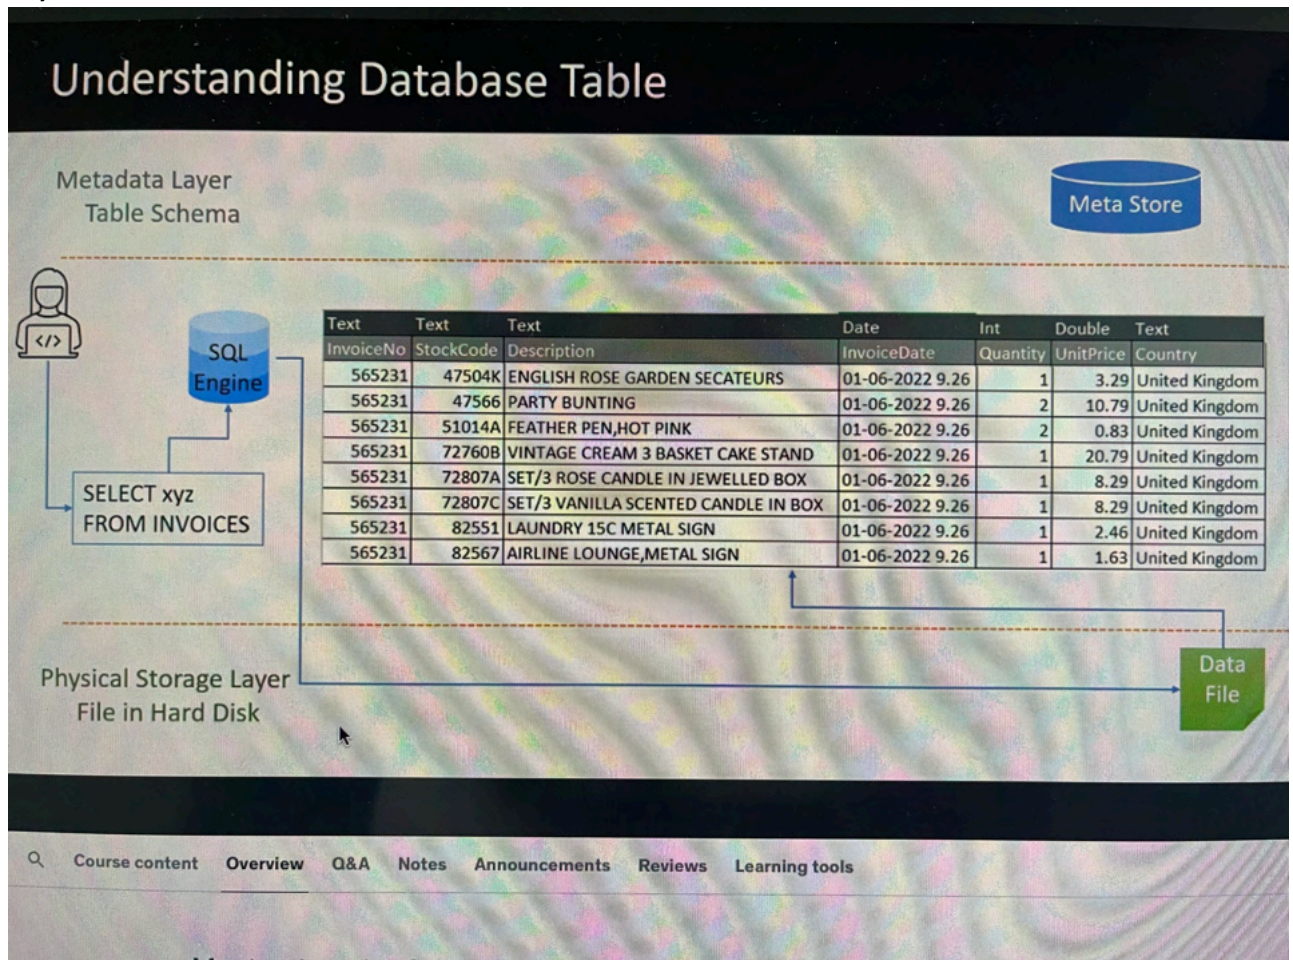 Understanding Database Table
Metadata Layer
Table Schema
Meta Store
SQL
Engine
SELECT xyz
FROM INVOICES
Text Text Text Date Int Double Text
InvoiceNo StockCode Description InvoiceDate Quantity UnitPrice Country
565231 47504K ENGLISH ROSE GARDEN SECATEURS 01-06-2022 9.26 1 3.29 United Kingdom
565231 47566 PARTY BUNTING 01-06-2022 9.26 2 10.79 United Kingdom
565231 51014A FEATHER PEN,HOT PINK 01-06-2022 9.26 2 0.83 United Kingdom
565231 72760B VINTAGE CREAM 3 BASKET CAKE STAND 01-06-2022 9.26 1 20.79 United Kingdom
565231 72807A SET/3 ROSE CANDLE IN JEWELLED BOX 01-06-2022 9.26 1 8.29 United Kingdom
565231 72807C SET/3 VANILLA SCENTED CANDLE IN BOX 01-06-2022 9.26 1 8.29 United Kingdom
565231 82551 LAUNDRY 15C METAL SIGN 01-06-2022 9.26 1 2.46 United Kingdom
565231 82567 AIRLINE LOUNGE,METAL SIGN 01-06-2022 9.26 1 1.63 United Kingdom
Physical Storage Layer
File in Hard Disk
Data
File
Course content Overview Q&A Notes Announcements Reviews Learning tools